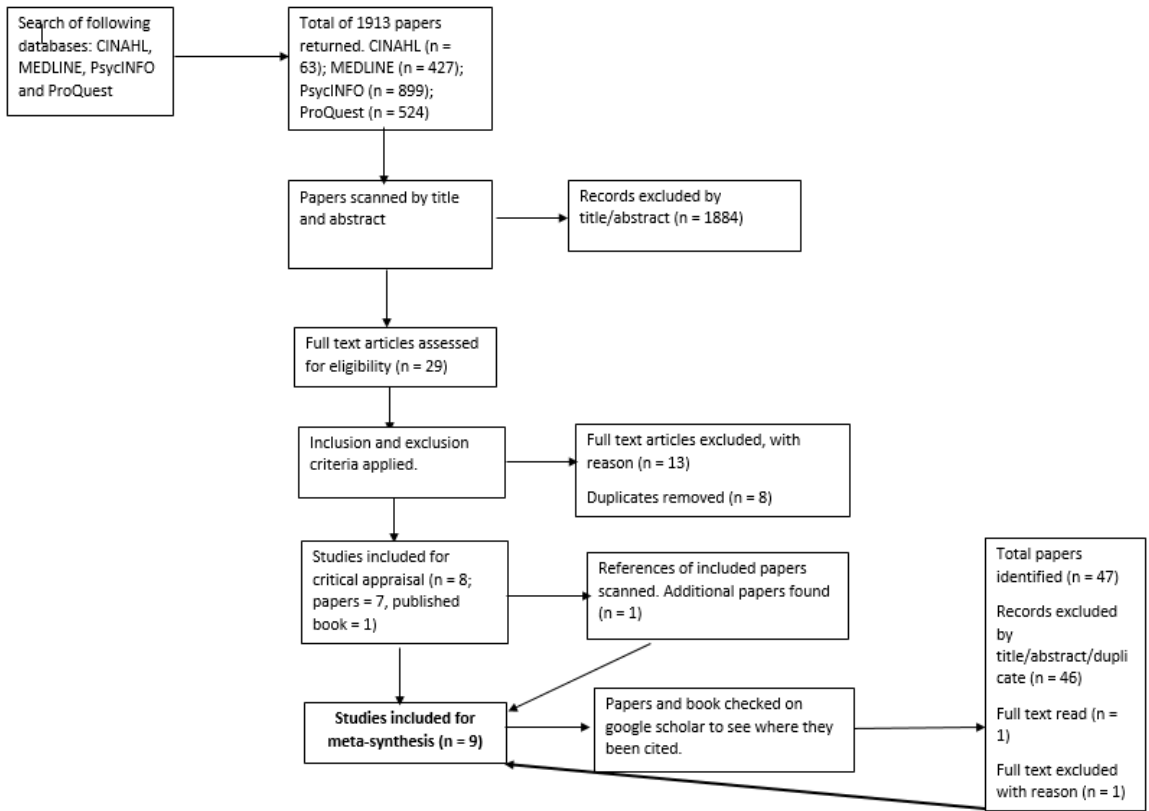 Search of following
databases: CINAHL,
MEDLINE, PsycINFO
and ProQuest
Total of 1913 papers
returned. CINAHL (n =
63); MEDLINE (n = 427);
PsycINFO (n = 899);
ProQuest (n = 524)
Papers scanned by title
and abstract
Records excluded by
title/abstract (n = 1884)
Full text articles assessed
for eligibility (n = 29)
Inclusion and exclusion
criteria applied.
Full text articles excluded, with
reason (n = 13)
Duplicates removed (n = 8)
Studies included for
critical appraisal (n = 8;
papers = 7, published
book = 1)
References of included papers
scanned. Additional papers found
(n = 1)
Total papers
identified (n = 47)
Records excluded
by
title/abstract/dupli
cate (n = 46)
Full text read (n =
1)
Full text excluded
with reason (n = 1)
Studies included for
meta-synthesis (n = 9)
Papers and book checked on
google scholar to see where they
been cited.